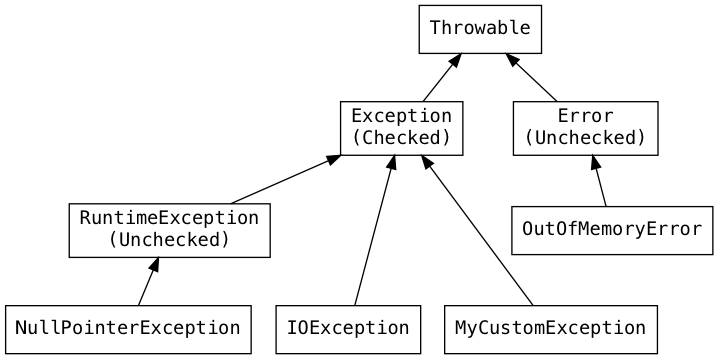 Throwable
Exception
(Checked)
Error
(Unchecked)
RuntimeException
(Unchecked)
OutOfMemoryError
NullPointerException
IOException
MyCustomException